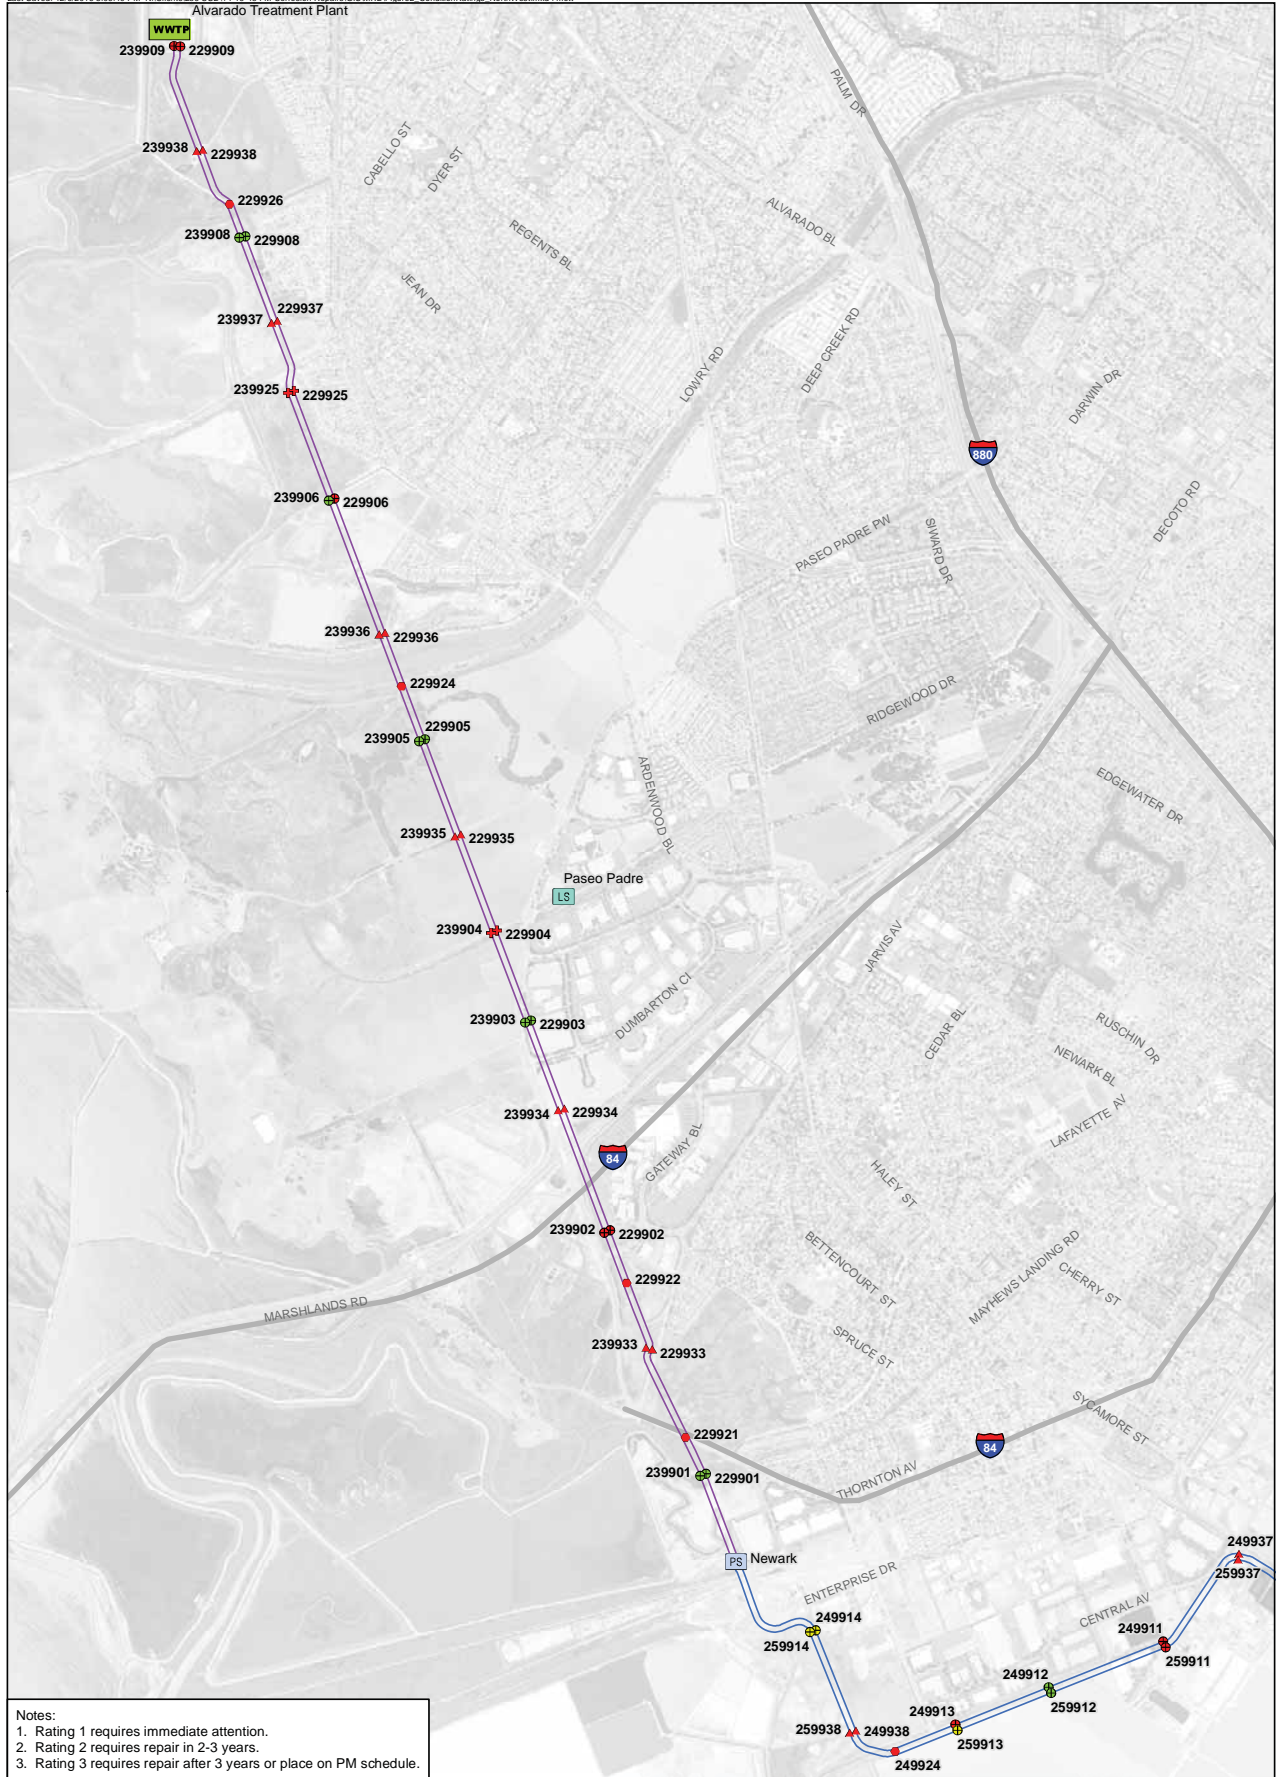 Alvarado Treatment Plant
WWTP
239909 229909
PALM DR
239938 229938
CABELLO ST
DYER ST
229926
ALVARADO BL
239908 229908
REGENTS BL
JEAN DR
239937 229937
DEEP CREEK RD
LOWRY RD
239925 229925
DARWIN DR
880
DECOTO RD
239906 229906
PASEO PADRE PW
SIWARD DR
239936 229936
229924
RIDGEWOOD DR
239905 229905
ARDENWOOD BL
EDGEWATER DR
239935 229935
Paseo Padre
LS
239904 229904
JARVIS AV
239903 229903
DUMBARTON CI
CEDAR BL
RUSCHIN DR
NEWARK BL
239934 229934
LAFAYETTE AV
84
GATEWAY BL
HALEY ST
239902 229902
BETTENCOURT ST
MAYHEWS LANDING RD
CHERRY ST
229922
MARSHLANDS RD
239933 229933
SPRUCE ST
SYCAMORE ST
229921
84
239901 229901
THORNTON AV
PS Newark
249937
259937
ENTERPRISE DR
CENTRAL AV
249914
259914
249911
259911
249912
259912
249913
259913
259938 249938
249924
Notes:
1. Rating 1 requires immediate attention.
2. Rating 2 requires repair in 2-3 years.
3. Rating 3 requires repair after 3 years or place on PM schedule.